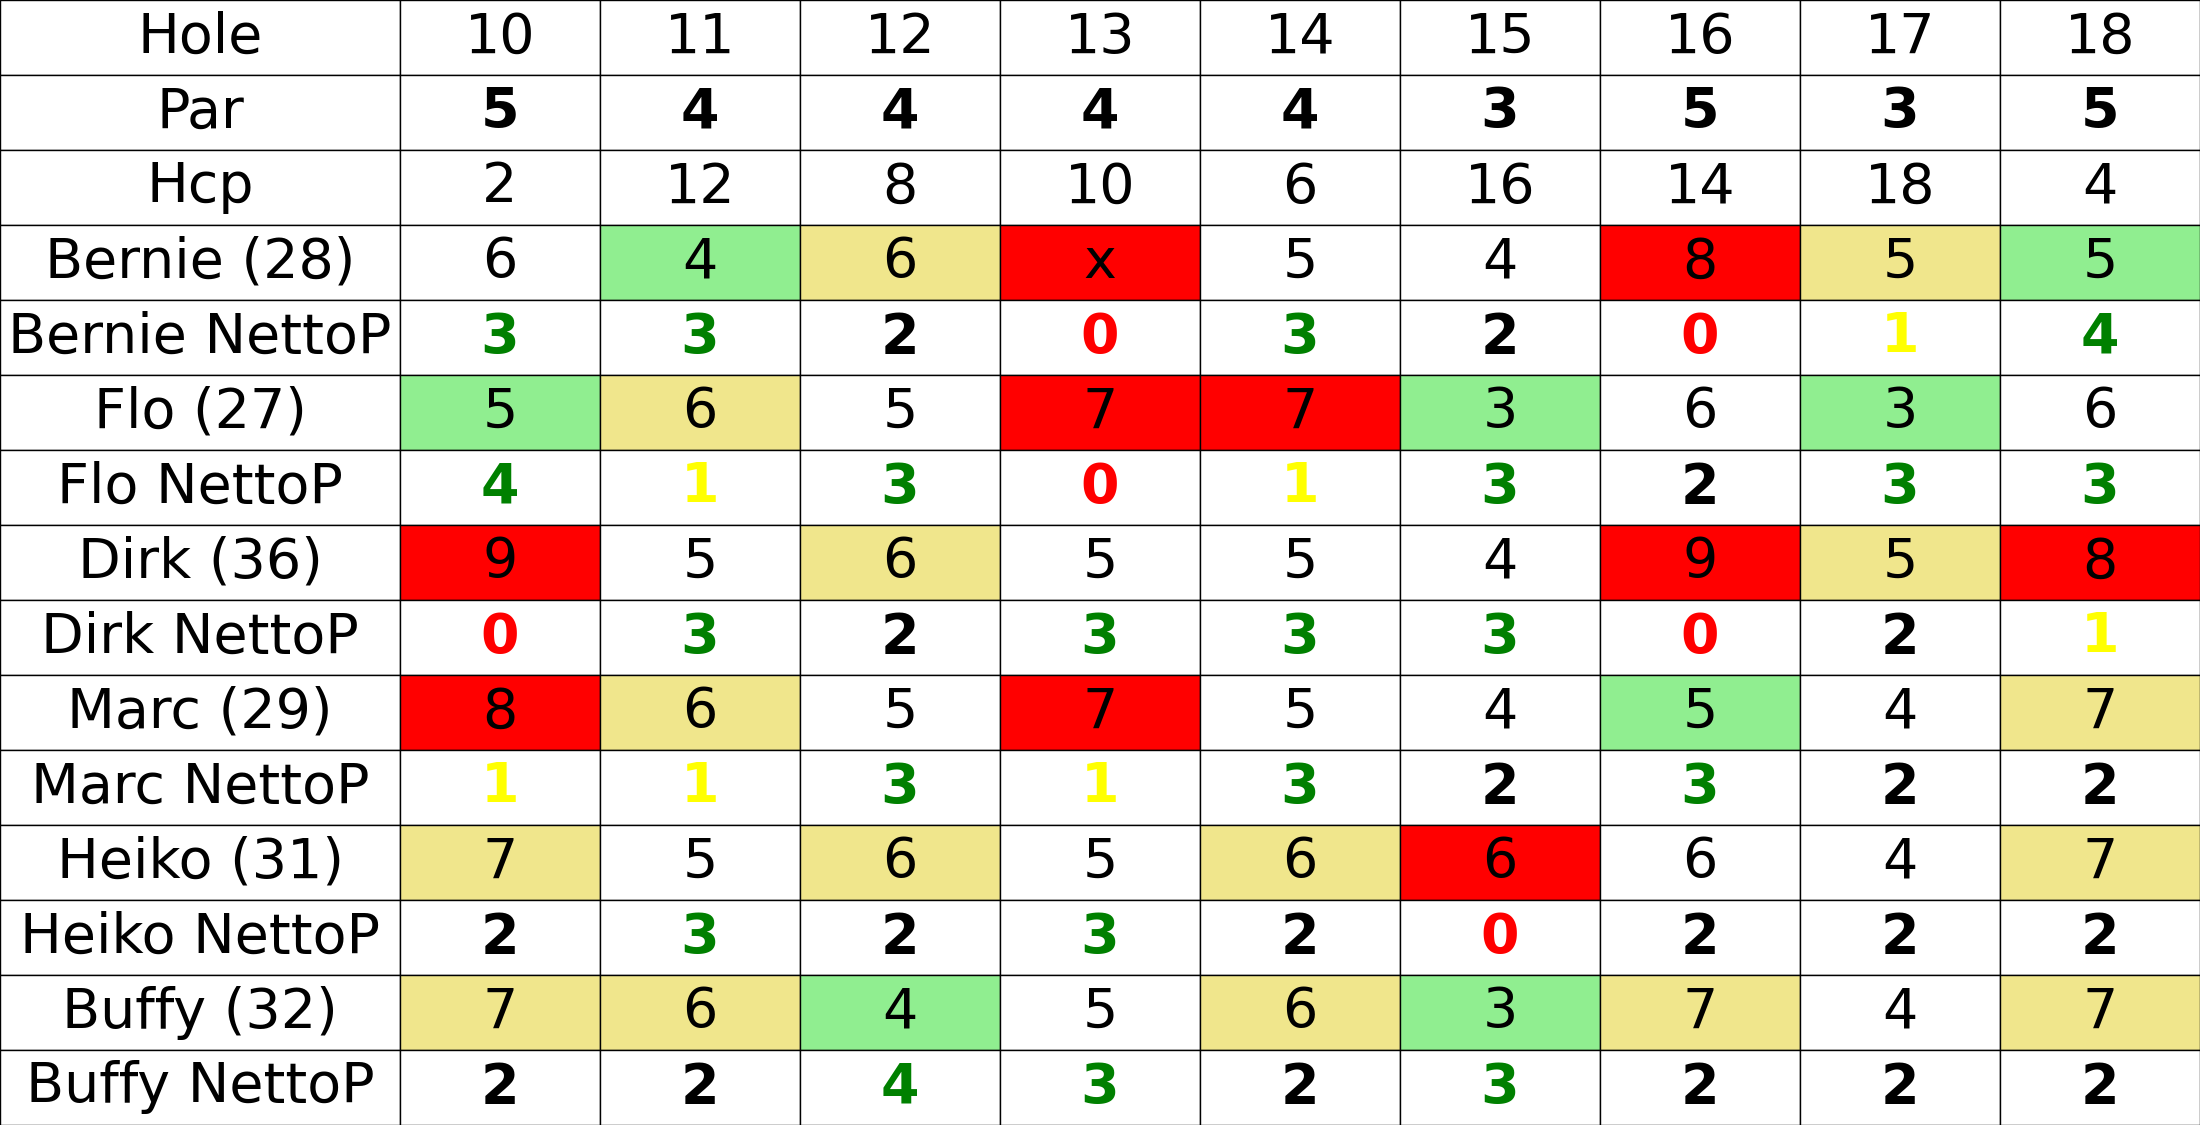 Hole 10 11 12 13 14 15 16 17 18
Par 5 4 4 4 4 3 5 3 5
Hcp 2 12 8 10 6 16 14 18 4
Bernie (28) 6 4 6 x 5 4 8 5 5
Bernie NettoP 3 3 2 0 3 2 0 1 4
Flo (27) 5 6 5 7 7 3 6 3 6
Flo NettoP 4 1 3 0 1 3 2 3 3
Dirk (36) 9 5 6 5 5 4 9 5 8
Dirk NettoP 0 3 2 3 3 3 0 2 1
Marc (29) 8 6 5 7 5 4 5 4 7
Marc NettoP 1 1 3 1 3 2 3 2 2
Heiko (31) 7 5 6 5 6 6 6 4 7
Heiko NettoP 2 3 2 3 2 0 2 2 2
Buffy (32) 7 6 4 5 6 3 7 4 7
Buffy NettoP 2 2 4 3 2 3 2 2 2